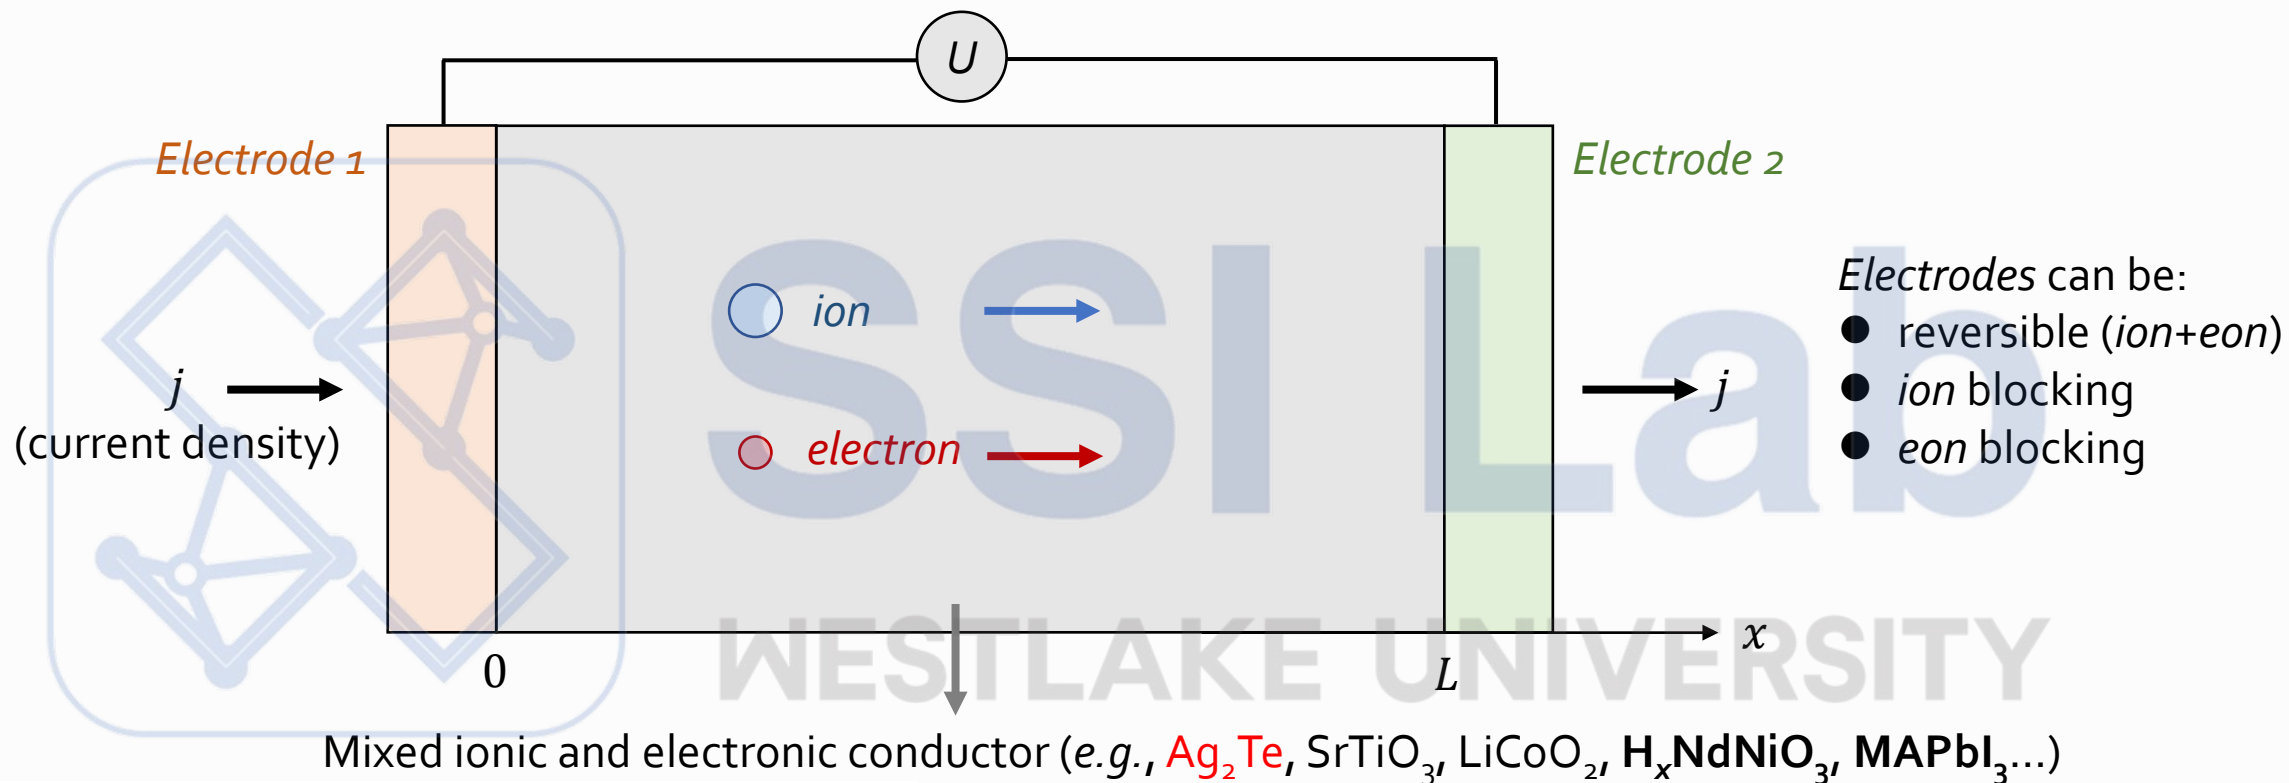 U
Electrode 1
Electrode 2
SSI Lab
Electrodes can be:
● reversible (ion+eon)
ion
● ion blocking
j
j
(current density)
electron
● eon blocking
WESTLAKE UNIVERSITY
x
0
L
Mixed ionic and electronic conductor (e.g., Ag₂Te, SrTiO₃, LiCoO₂, HₓNdNiO₃, MAPbI₃...)